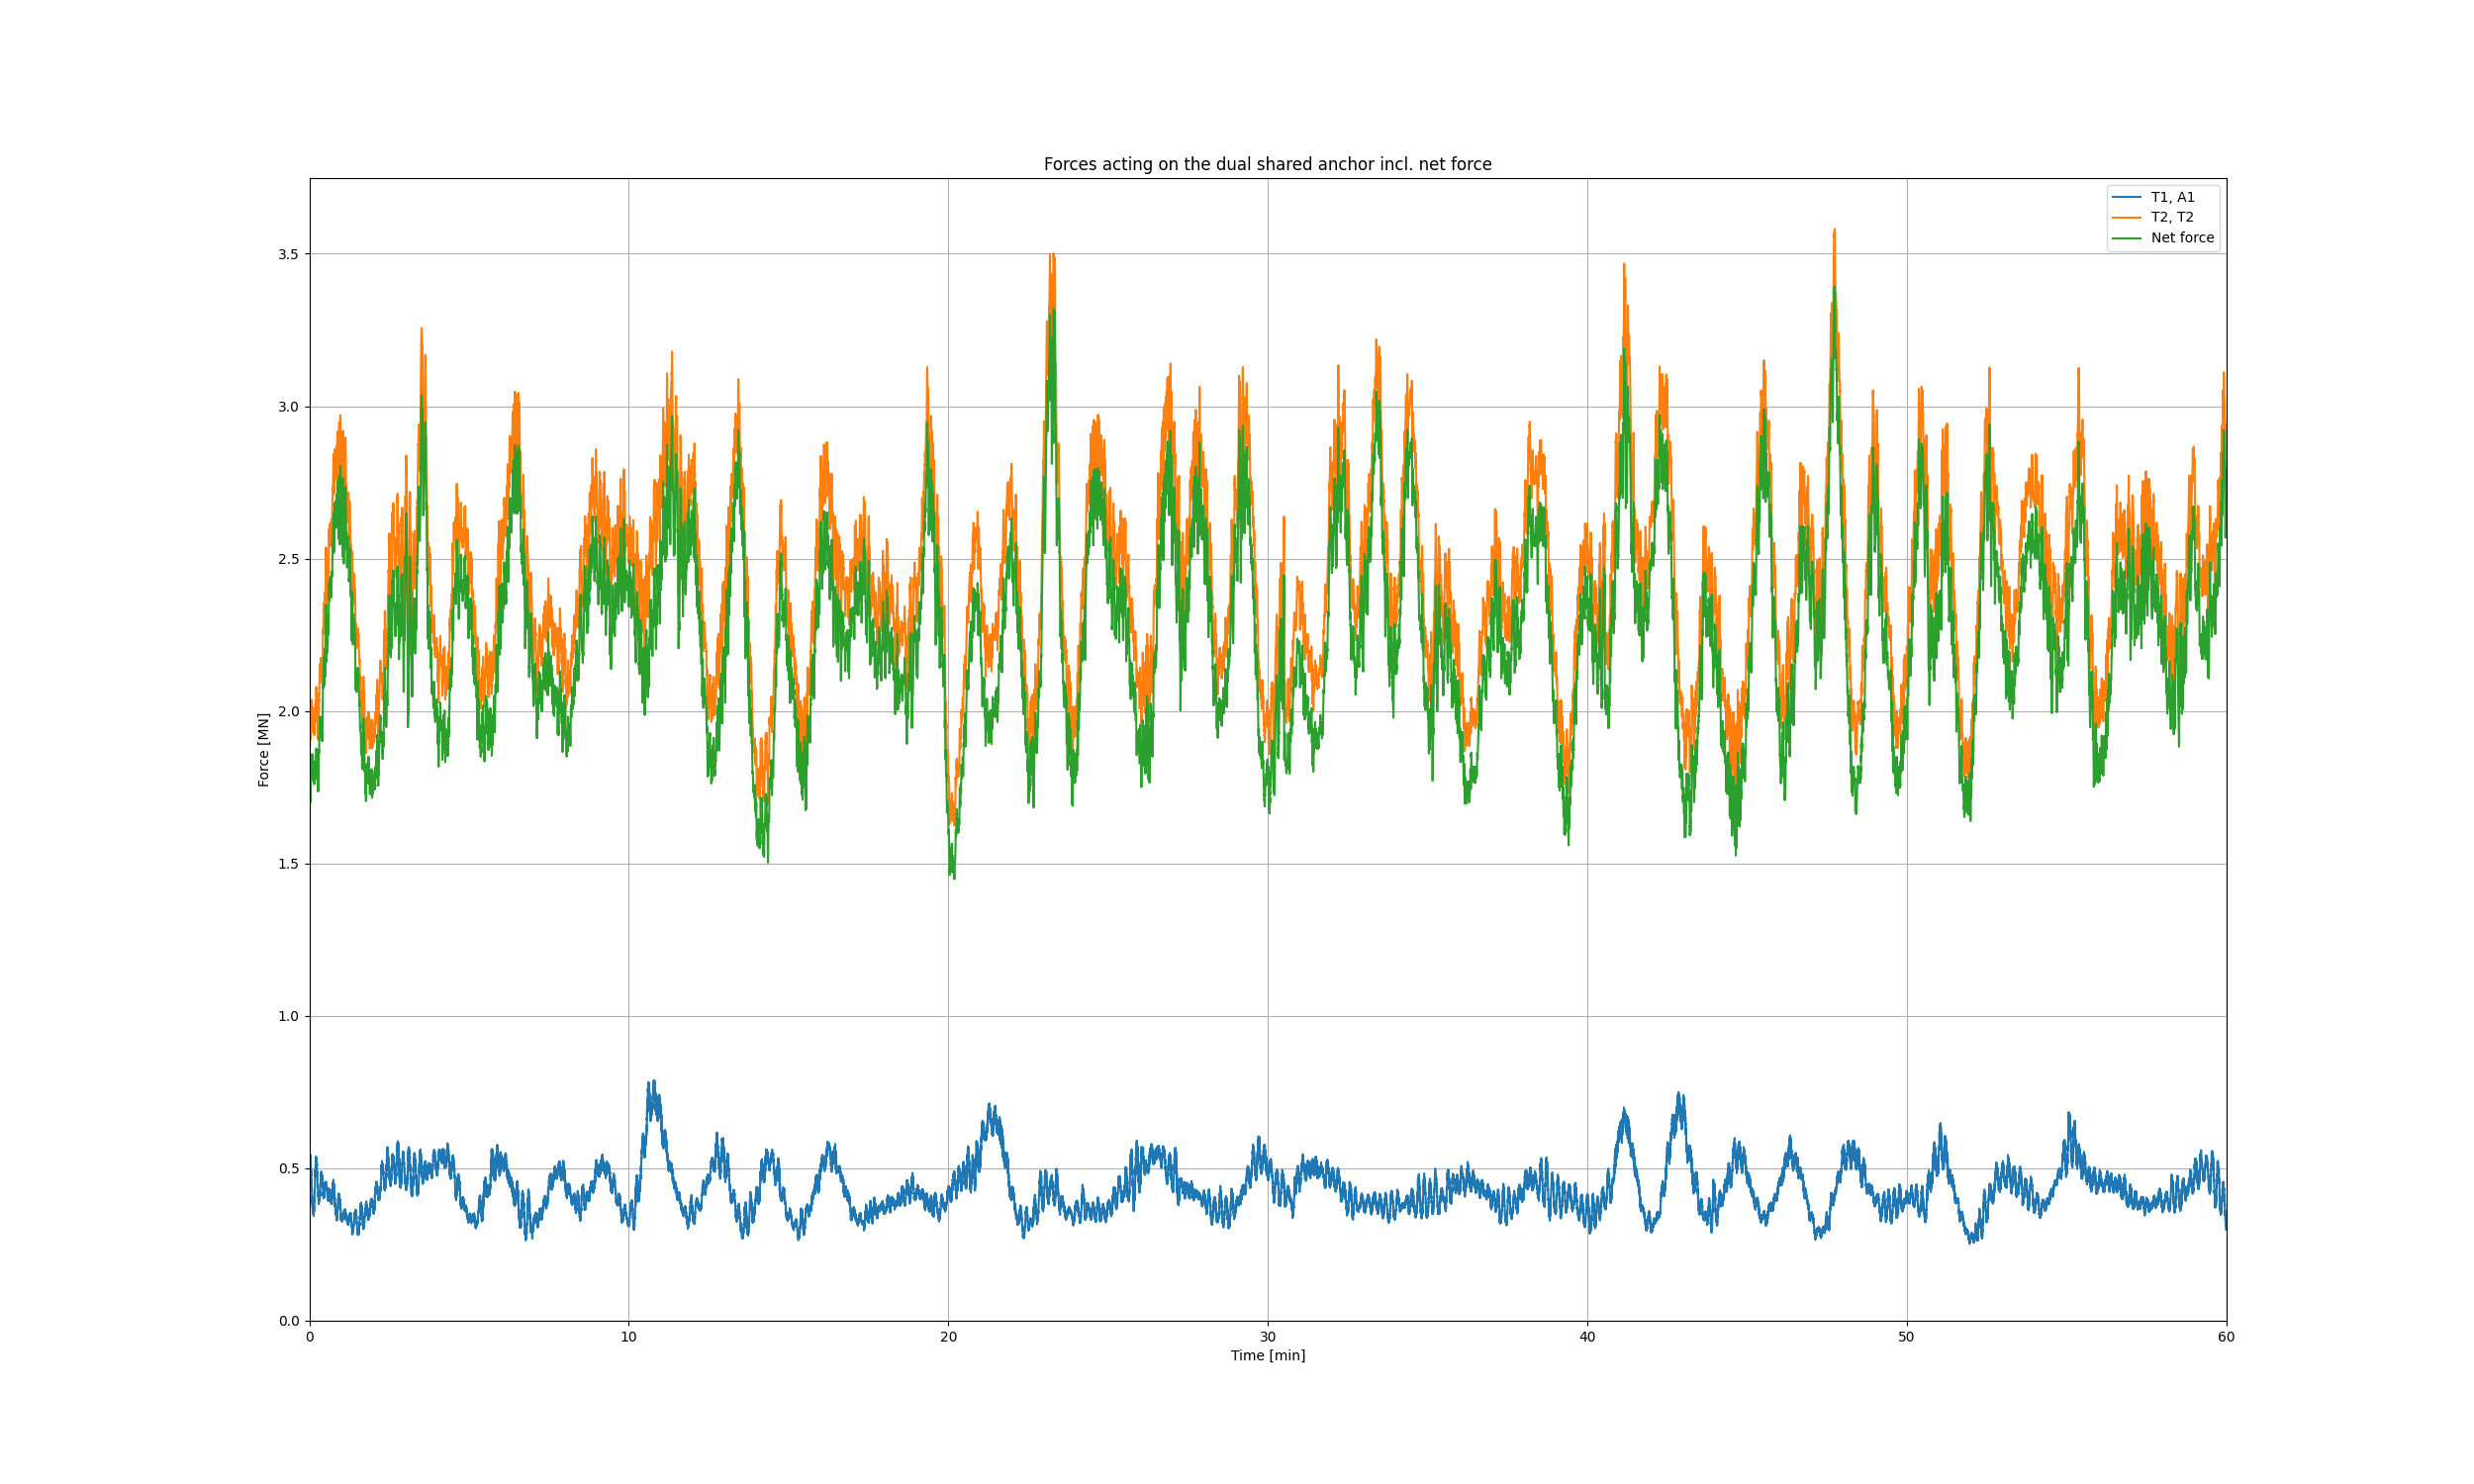 Forces acting on the dual shared anchor incl. net force
T1, A1
T2, T2
Net force
Force [MN]
3.5
3.0
2.5
2.0
1.5
1.0
0.5
0.0
0 10 20 30 40 50 60
Time [min]